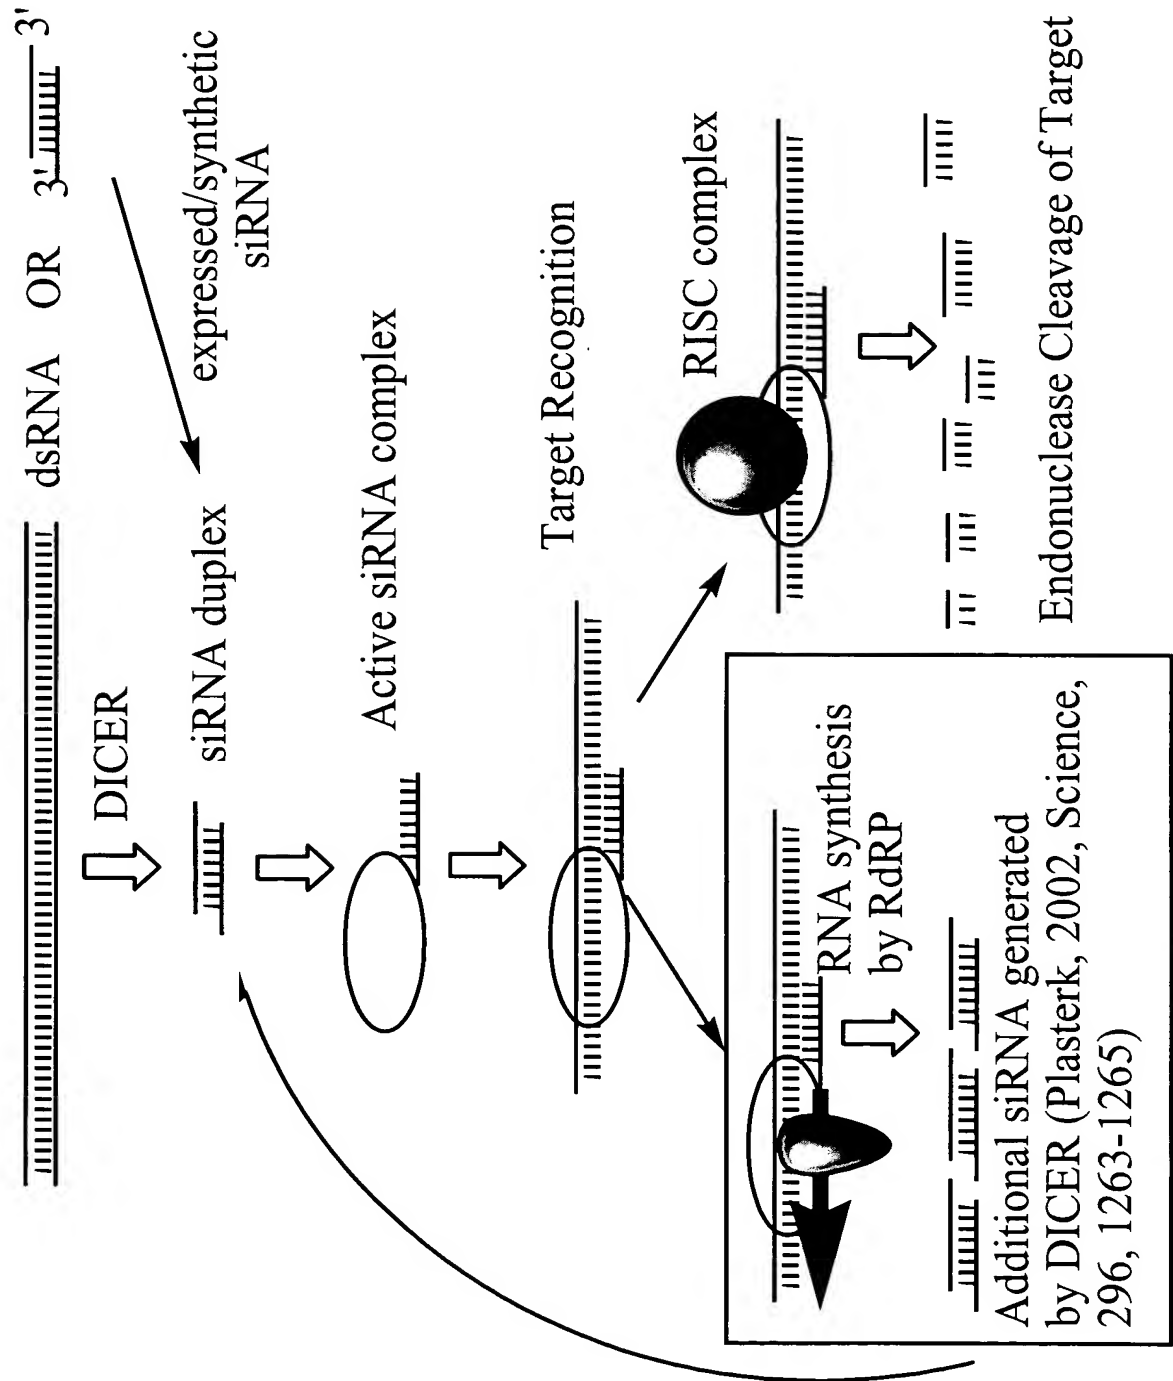 dsRNA OR 3' 3'
DICER
siRNA duplex
expressed/synthetic
siRNA
Active siRNA complex
Target Recognition
RISC complex
RNA synthesis
by RdRP
Additional siRNA generated
by DICER (Plasterk, 2002, Science,
296, 1263-1265)
Endonuclease Cleavage of Target